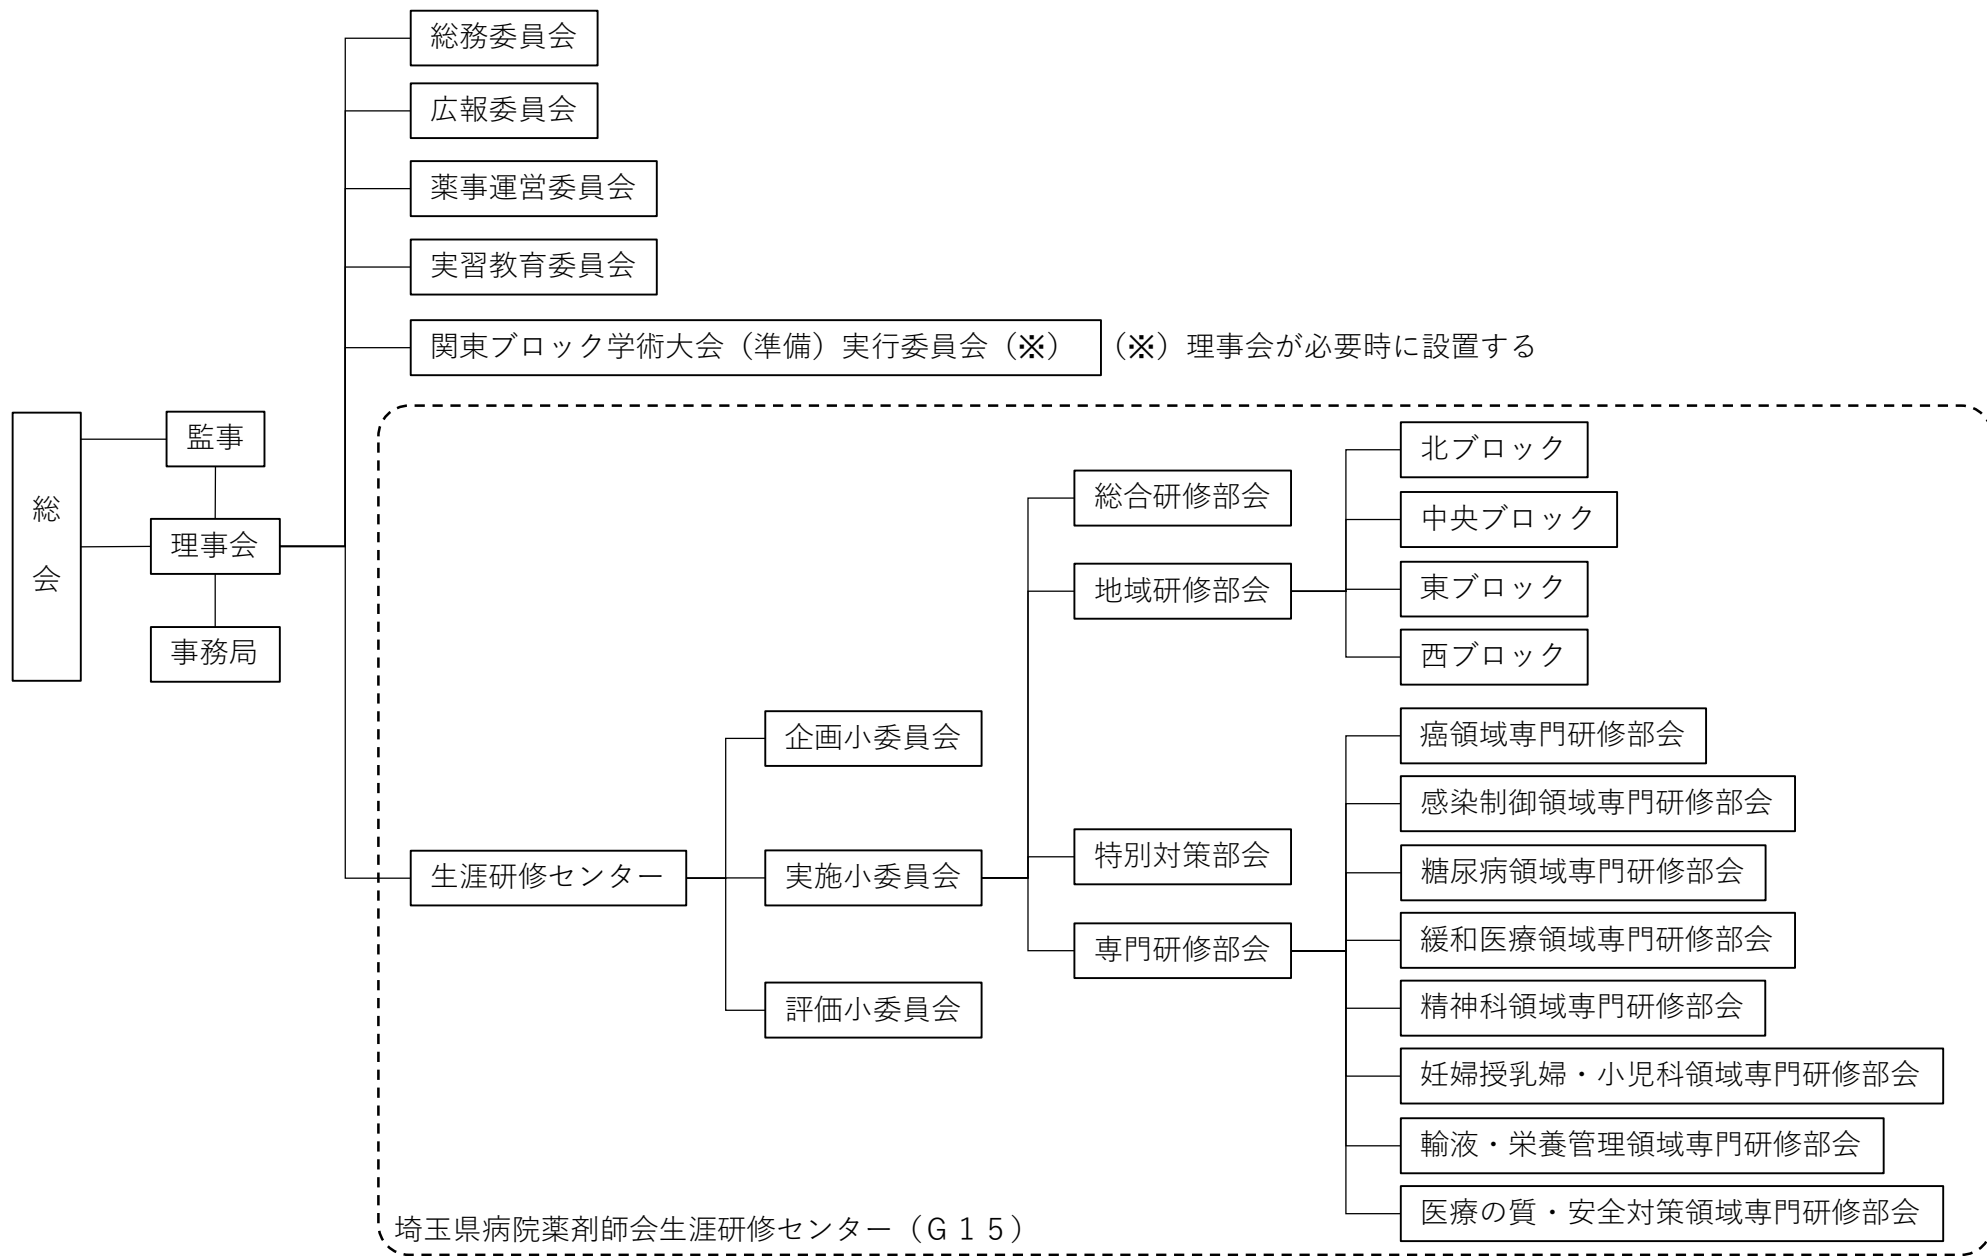 総務委員会
広報委員会
薬事運営委員会
実習教育委員会
関東ブロック学術大会（準備）実行委員会（※）
（※）理事会が必要時に設置する
総会
監事
理事会
事務局
生涯研修センター
企画小委員会
実施小委員会
評価小委員会
総合研修部会
地域研修部会
特別対策部会
専門研修部会
北ブロック
中央ブロック
東ブロック
西ブロック
癌領域専門研修部会
感染制御領域専門研修部会
糖尿病領域専門研修部会
緩和医療領域専門研修部会
精神科領域専門研修部会
妊婦授乳婦・小児科領域専門研修部会
輸液・栄養管理領域専門研修部会
医療の質・安全対策領域専門研修部会
埼玉県病院薬剤師会生涯研修センター（Ｇ１５）